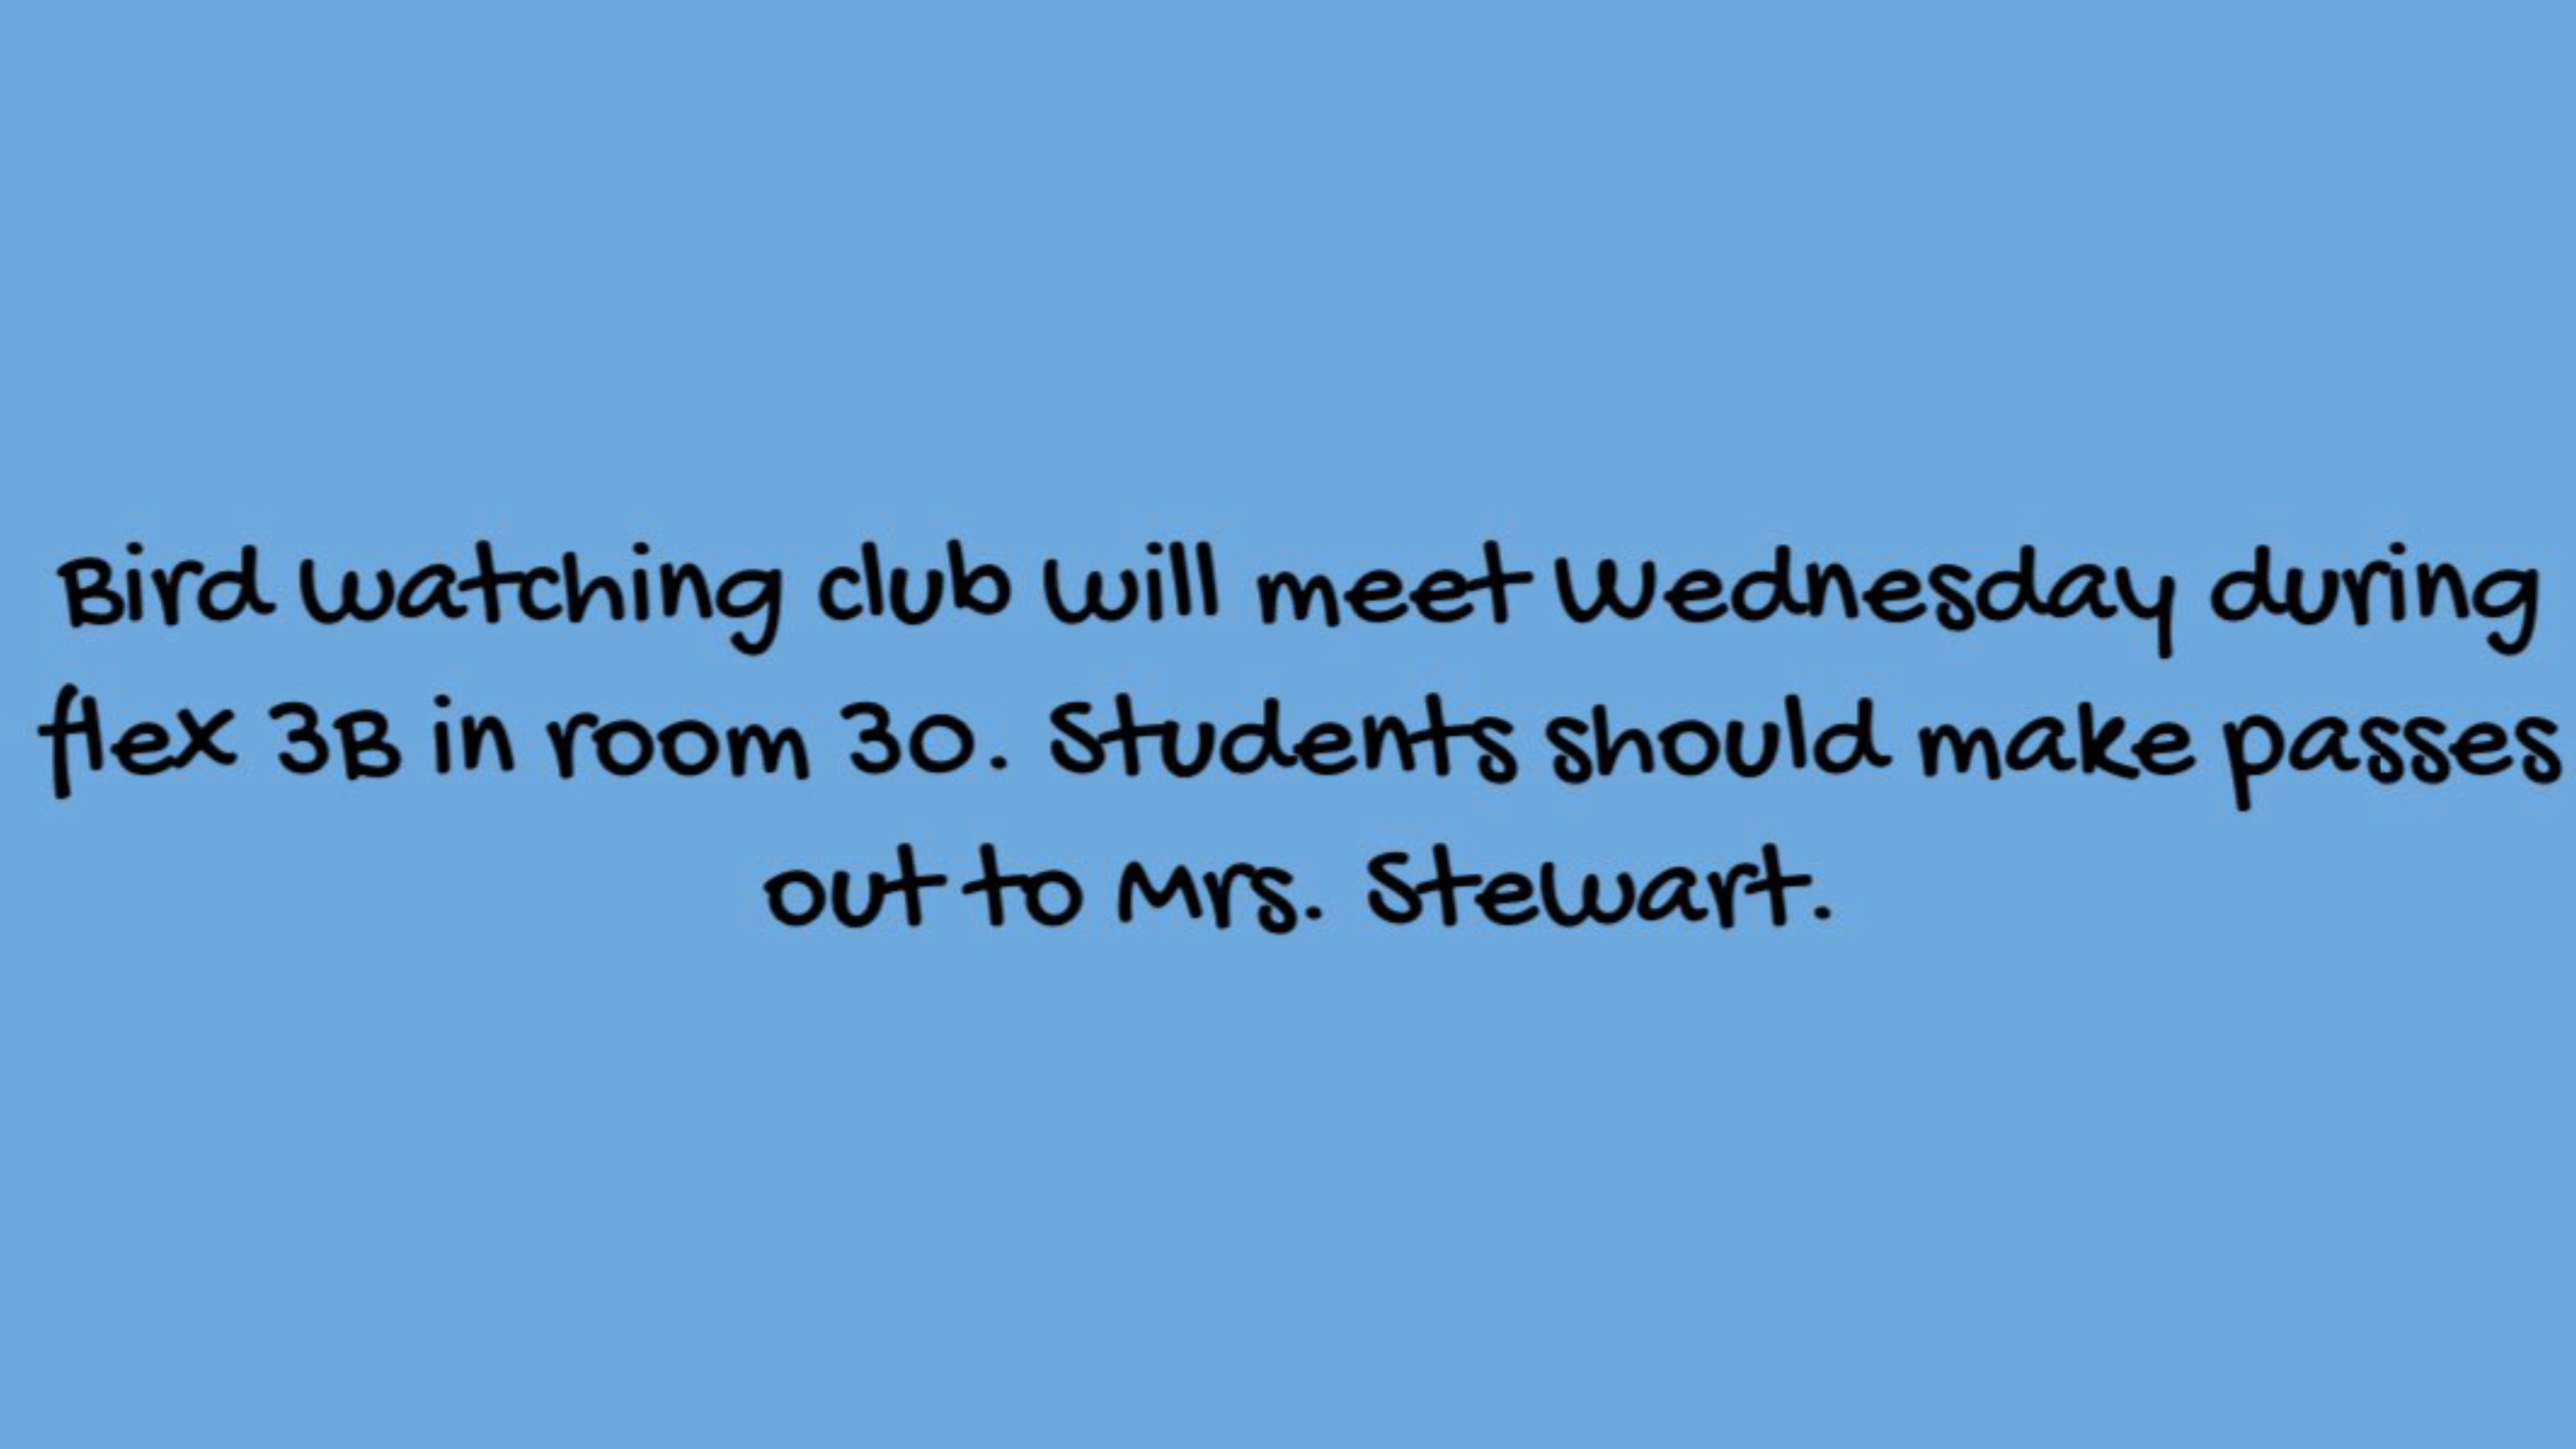 Bird watching club will meet Wednesday during
flex 3B in room 30. Students should make passes
out to Mrs. Stewart.